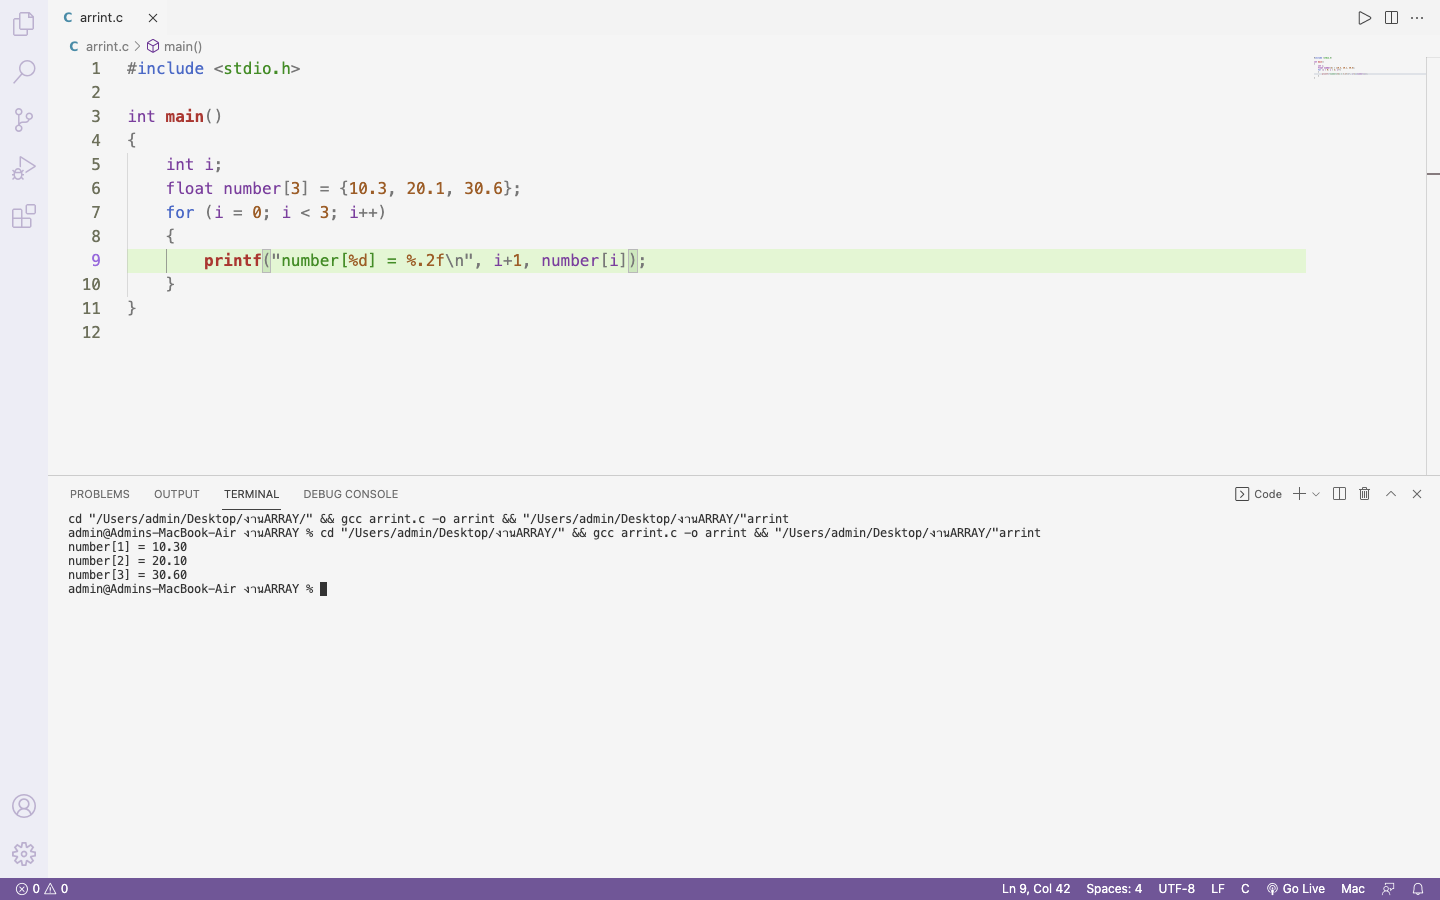 C arrint.c
C arrint.c > main()
1 #include <stdio.h>
2
3 int main()
4 {
5     int i;
6     float number[3] = {10.3, 20.1, 30.6};
7     for (i = 0; i < 3; i++)
8     {
9         printf("number[%d] = %.2f\n", i+1, number[i]);
10     }
11 }
12
PROBLEMS OUTPUT TERMINAL DEBUG CONSOLE Code
cd "/Users/admin/Desktop/งานARRAY/" && gcc arrint.c -o arrint && "/Users/admin/Desktop/งานARRAY/"arrint
admin@Admins-MacBook-Air งานARRAY % cd "/Users/admin/Desktop/งานARRAY/" && gcc arrint.c -o arrint && "/Users/admin/Desktop/งานARRAY/"arrint
number[1] = 10.30
number[2] = 20.10
number[3] = 30.60
admin@Admins-MacBook-Air งานARRAY %
0 0 Ln 9, Col 42 Spaces: 4 UTF-8 LF C Go Live Mac